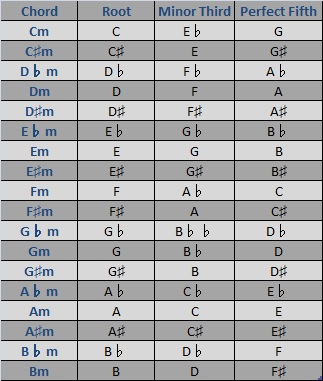 Chord Root Minor Third Perfect Fifth
Cm C E♭ G
C♯m C♯ E G♯
D♭m D♭ F♭ A♭
Dm D F A
D♯m D♯ F♯ A♯
E♭m E♭ G♭ B♭
Em E G B
E♯m E♯ G♯ B♯
Fm F A♭ C
F♯m F♯ A C♯
G♭m G♭ B♭♭ D♭
Gm G B♭ D
G♯m G♯ B D♯
A♭m A♭ C♭ E♭
Am A C E
A♯m A♯ C♯ E♯
B♭m B♭ D♭ F
Bm B D F♯